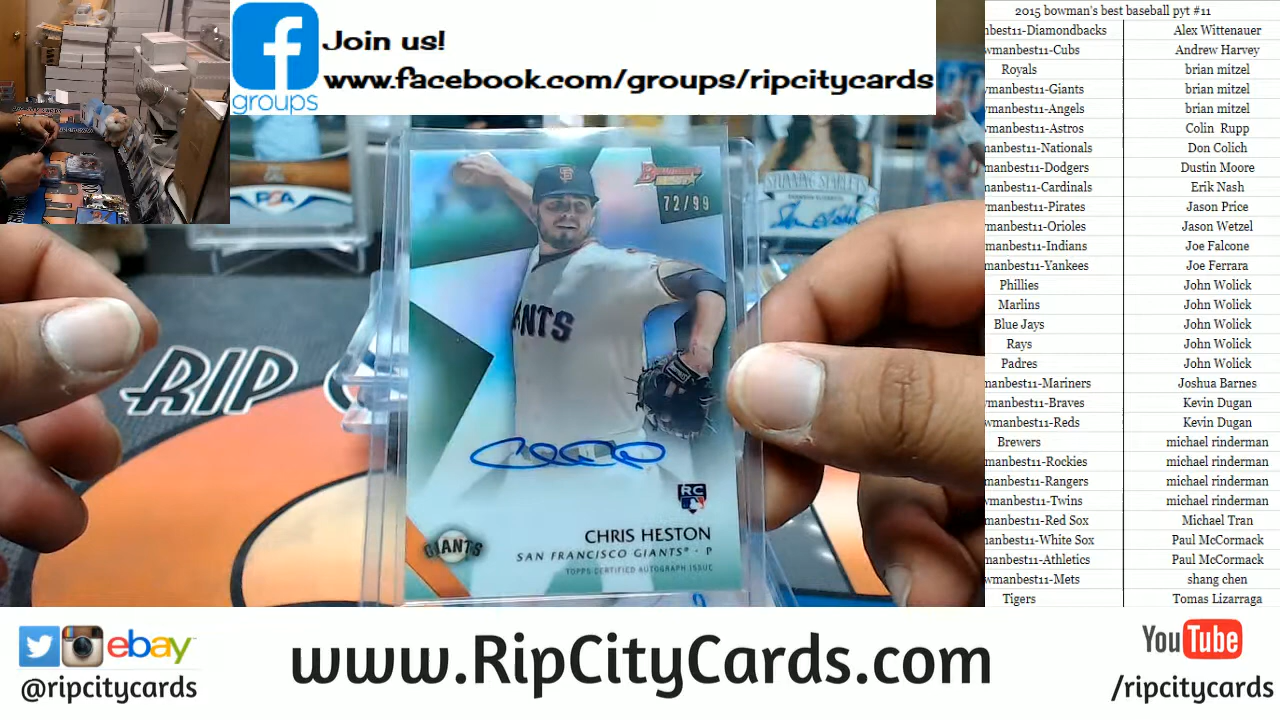 Join us!
www.facebook.com/groups/ripcitycards
groups
2015 bowman's best baseball pyt #11
nbest11-Diamondbacks Alex Wittenauer
wmanbest11-Cubs Andrew Harvey
Royals brian mitzel
wmanbest11-Giants brian mitzel
wmanbest11-Angels brian mitzel
wmanbest11-Astros Colin Rupp
manbest11-Nationals Don Colich
manbest11-Dodgers Dustin Moore
manbest11-Cardinals Erik Nash
wmanbest11-Pirates Jason Price
wmanbest11-Orioles Jason Wetzel
manbest11-Indians Joe Falcone
manbest11-Yankees Joe Ferrara
Phillies John Wolick
Marlins John Wolick
Blue Jays John Wolick
Rays John Wolick
Padres John Wolick
manbest11-Mariners Joshua Barnes
wmanbest11-Braves Kevin Dugan
wmanbest11-Reds Kevin Dugan
Brewers michael rinderman
manbest11-Rockies michael rinderman
manbest11-Rangers michael rinderman
wmanbest11-Twins michael rinderman
manbest11-Red Sox Michael Tran
anbest11-White Sox Paul McCormack
manbest11-Athletics Paul McCormack
wmanbest11-Mets shang chen
Tigers Tomas Lizarraga
PSA
72/99
ANTS
RIP
RC
CHRIS HESTON
GIANTS
SAN FRANCISCO GIANTS · P
TOPPS CERTIFIED AUTOGRAPH ISSUE
ebay
@ripcitycards
www.RipCityCards.com
YouTube
/ripcitycards